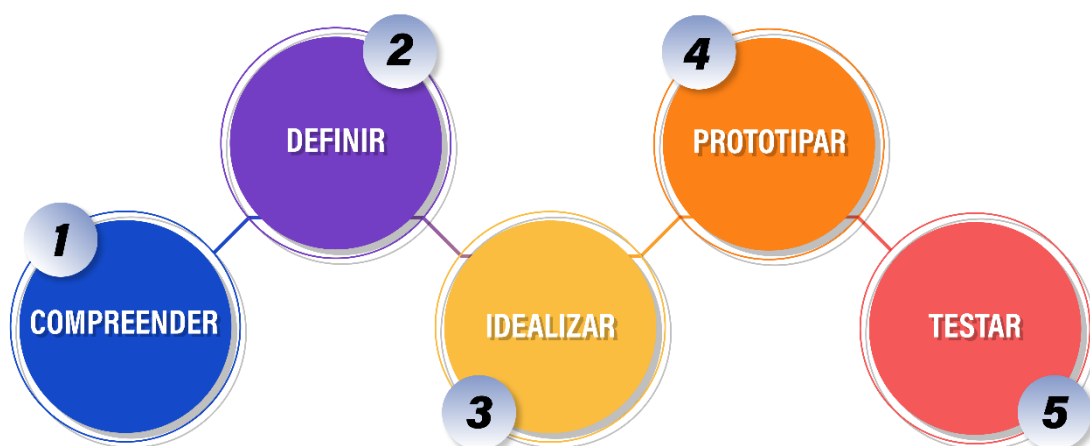 1
COMPREENDER
2
DEFINIR
3
IDEALIZAR
4
PROTOTIPAR
5
TESTAR